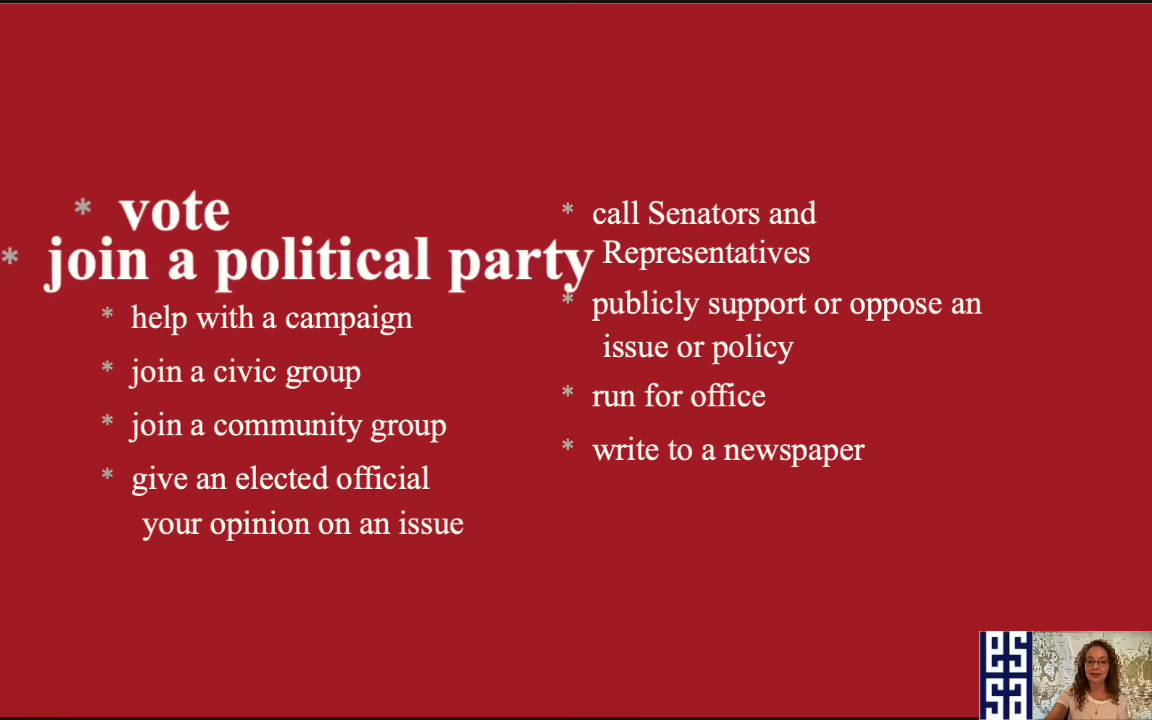 * vote
* join a political party
* help with a campaign
* join a civic group
* join a community group
* give an elected official
your opinion on an issue
* call Senators and
Representatives
* publicly support or oppose an
issue or policy
* run for office
* write to a newspaper